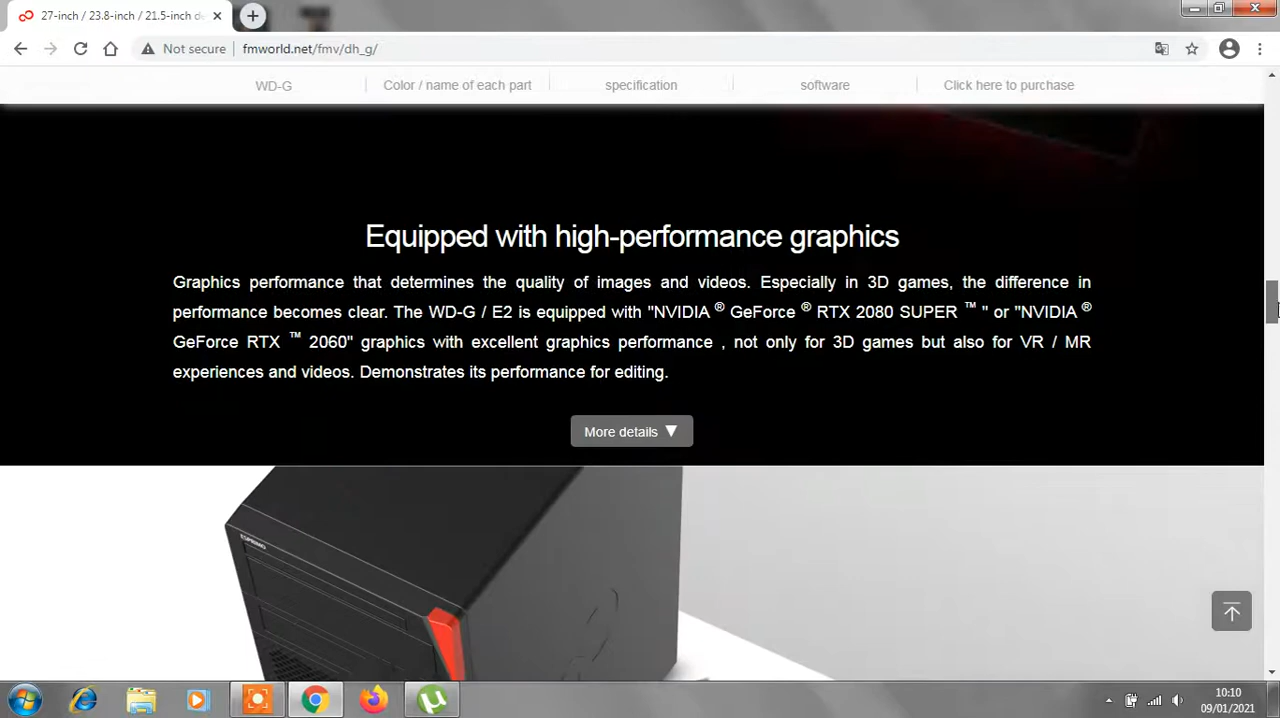 27-inch / 23.8-inch / 21.5-inch de
Not secure fmworld.net/fmv/dh_g/
WD-G Color / name of each part specification software Click here to purchase
Equipped with high-performance graphics
Graphics performance that determines the quality of images and videos. Especially in 3D games, the difference in
performance becomes clear. The WD-G / E2 is equipped with "NVIDIA ® GeForce ® RTX 2080 SUPER ™ " or "NVIDIA ®
GeForce RTX ™ 2060" graphics with excellent graphics performance , not only for 3D games but also for VR / MR
experiences and videos. Demonstrates its performance for editing.
More details ▼
ESPRIMO
10:10
09/01/2021